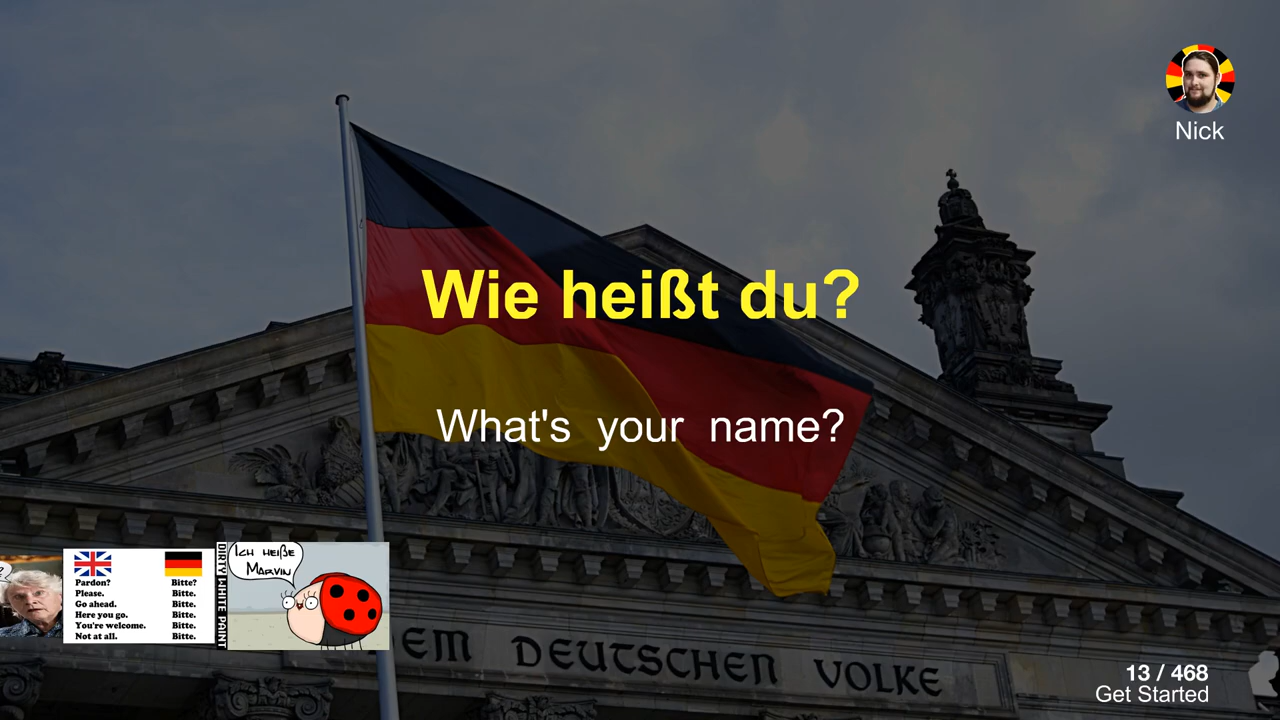 Nick
Wie heißt du?
What's your name?
?
Pardon? Bitte?
Please. Bitte.
Go ahead. Bitte.
Here you go. Bitte.
You're welcome. Bitte.
Not at all. Bitte.
DIRTY WHITE PAINT
ICH HEIßE
MARVIN
EM DEUTSCHEN VOLKE
13 / 468
Get Started